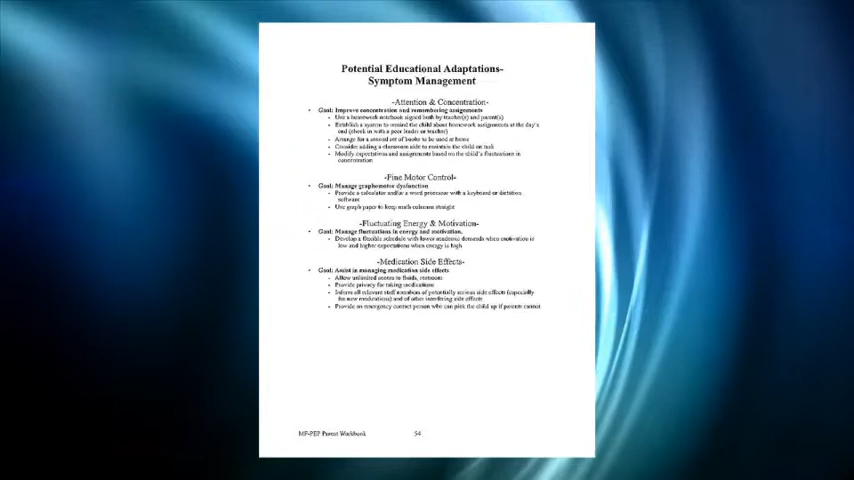 Potential Educational Adaptations-
Symptom Management
-Attention & Concentration-
• Goal: Improve concentration and remembering assignments
• Use a homework notebook signed both by teacher(s) and parent(s)
• Establish a system to remind the child about homework assignments at the day's
end (check in with a peer leader or teacher)
• Arrange for a second set of books to be used at home
• Consider adding a classroom aide to maintain the child on task
• Modify expectations and assignments based on the child's fluctuations in
concentration
-Fine Motor Control-
• Goal: Manage graphomotor dysfunction
• Provide a calculator and/or a word processor with a keyboard or dictation
software
• Use graph paper to keep math columns straight
-Fluctuating Energy & Motivation-
• Goal: Manage fluctuations in energy and motivation.
• Develop a flexible schedule with lower academic demands when motivation is
low and higher expectations when energy is high
-Medication Side Effects-
• Goal: Assist in managing medication side effects
• Allow unlimited access to fluids, restroom
• Provide privacy for taking medications
• Inform all relevant staff members of potentially serious side effects (especially
for new medications) and of other interfering side effects
• Provide an emergency contact person who can pick the child up if parents cannot
MF-PEP Parent Workbook 54